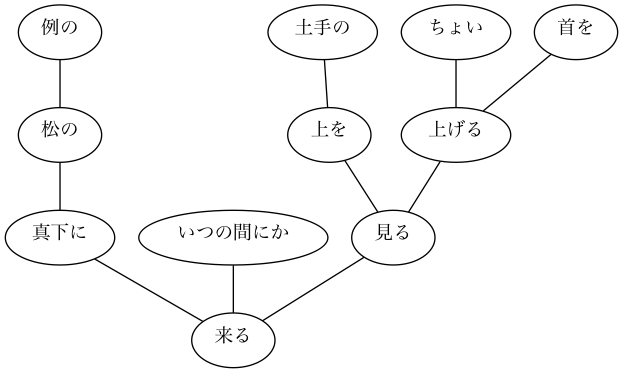 例の
土手の
ちょい
首を
松の
上を
上げる
真下に
いつの間にか
見る
来る